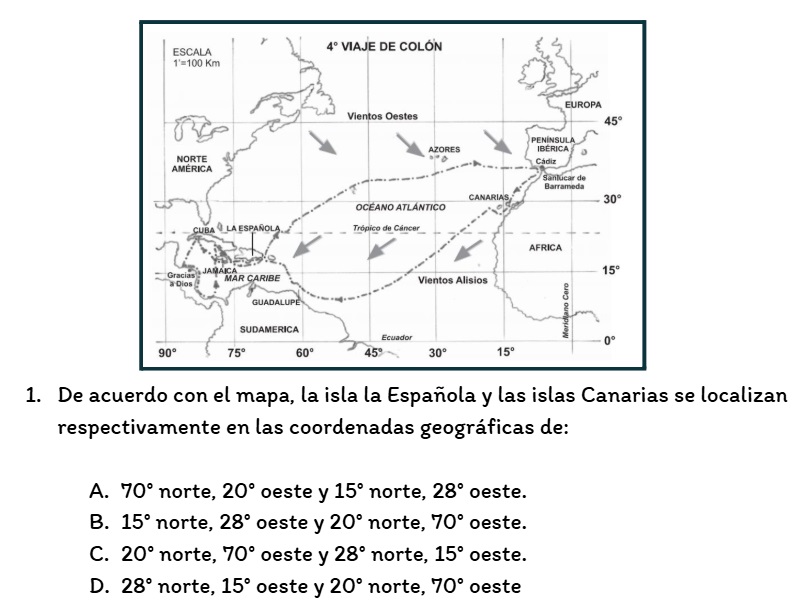 ESCALA
1'=100 Km
4° VIAJE DE COLÓN
EUROPA
Vientos Oestes
45°
AZORES
PENÍNSULA
IBÉRICA
NORTE
AMÉRICA
Cádiz
Sanlúcar de
Barrameda
CANARIAS
30°
OCÉANO ATLÁNTICO
CUBA
LA ESPAÑOLA
Trópico de Cáncer
AFRICA
JAMAICA
Gracias
a Dios
MAR CARIBE
15°
Vientos Alisios
GUADALUPE
Meridiano Cero
SUDAMERICA
Ecuador
0°
90° 75° 60° 45° 30° 15°
1. De acuerdo con el mapa, la isla la Española y las islas Canarias se localizan
respectivamente en las coordenadas geográficas de:
A. 70° norte, 20° oeste y 15° norte, 28° oeste.
B. 15° norte, 28° oeste y 20° norte, 70° oeste.
C. 20° norte, 70° oeste y 28° norte, 15° oeste.
D. 28° norte, 15° oeste y 20° norte, 70° oeste